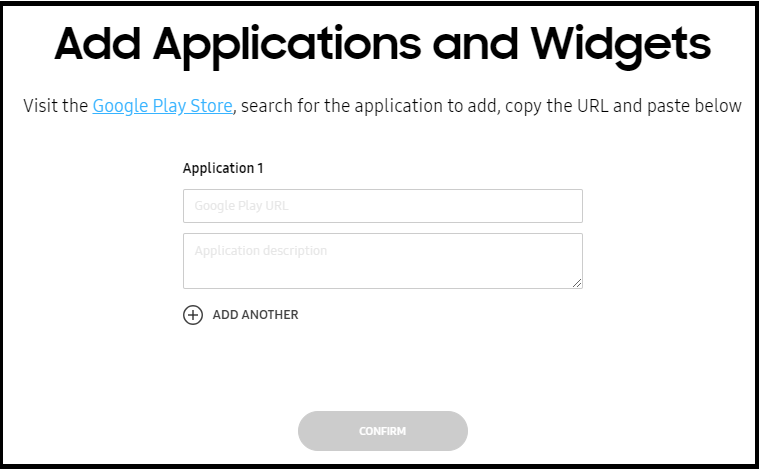 Add Applications and Widgets
Visit the Google Play Store, search for the application to add, copy the URL and paste below
Application 1
Google Play URL
Application description
ADD ANOTHER
CONFIRM